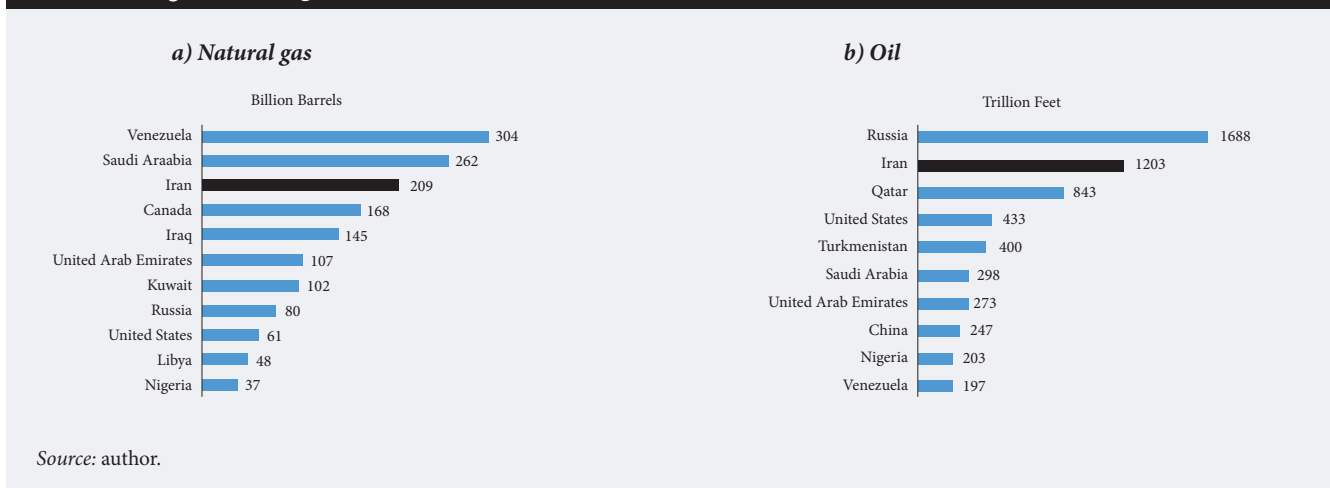 a) Natural gas
Billion Barrels
Venezuela 304
Saudi Araabia 262
Iran 209
Canada 168
Iraq 145
United Arab Emirates 107
Kuwait 102
Russia 80
United States 61
Libya 48
Nigeria 37
b) Oil
Trillion Feet
Russia 1688
Iran 1203
Qatar 843
United States 433
Turkmenistan 400
Saudi Arabia 298
United Arab Emirates 273
China 247
Nigeria 203
Venezuela 197
Source: author.